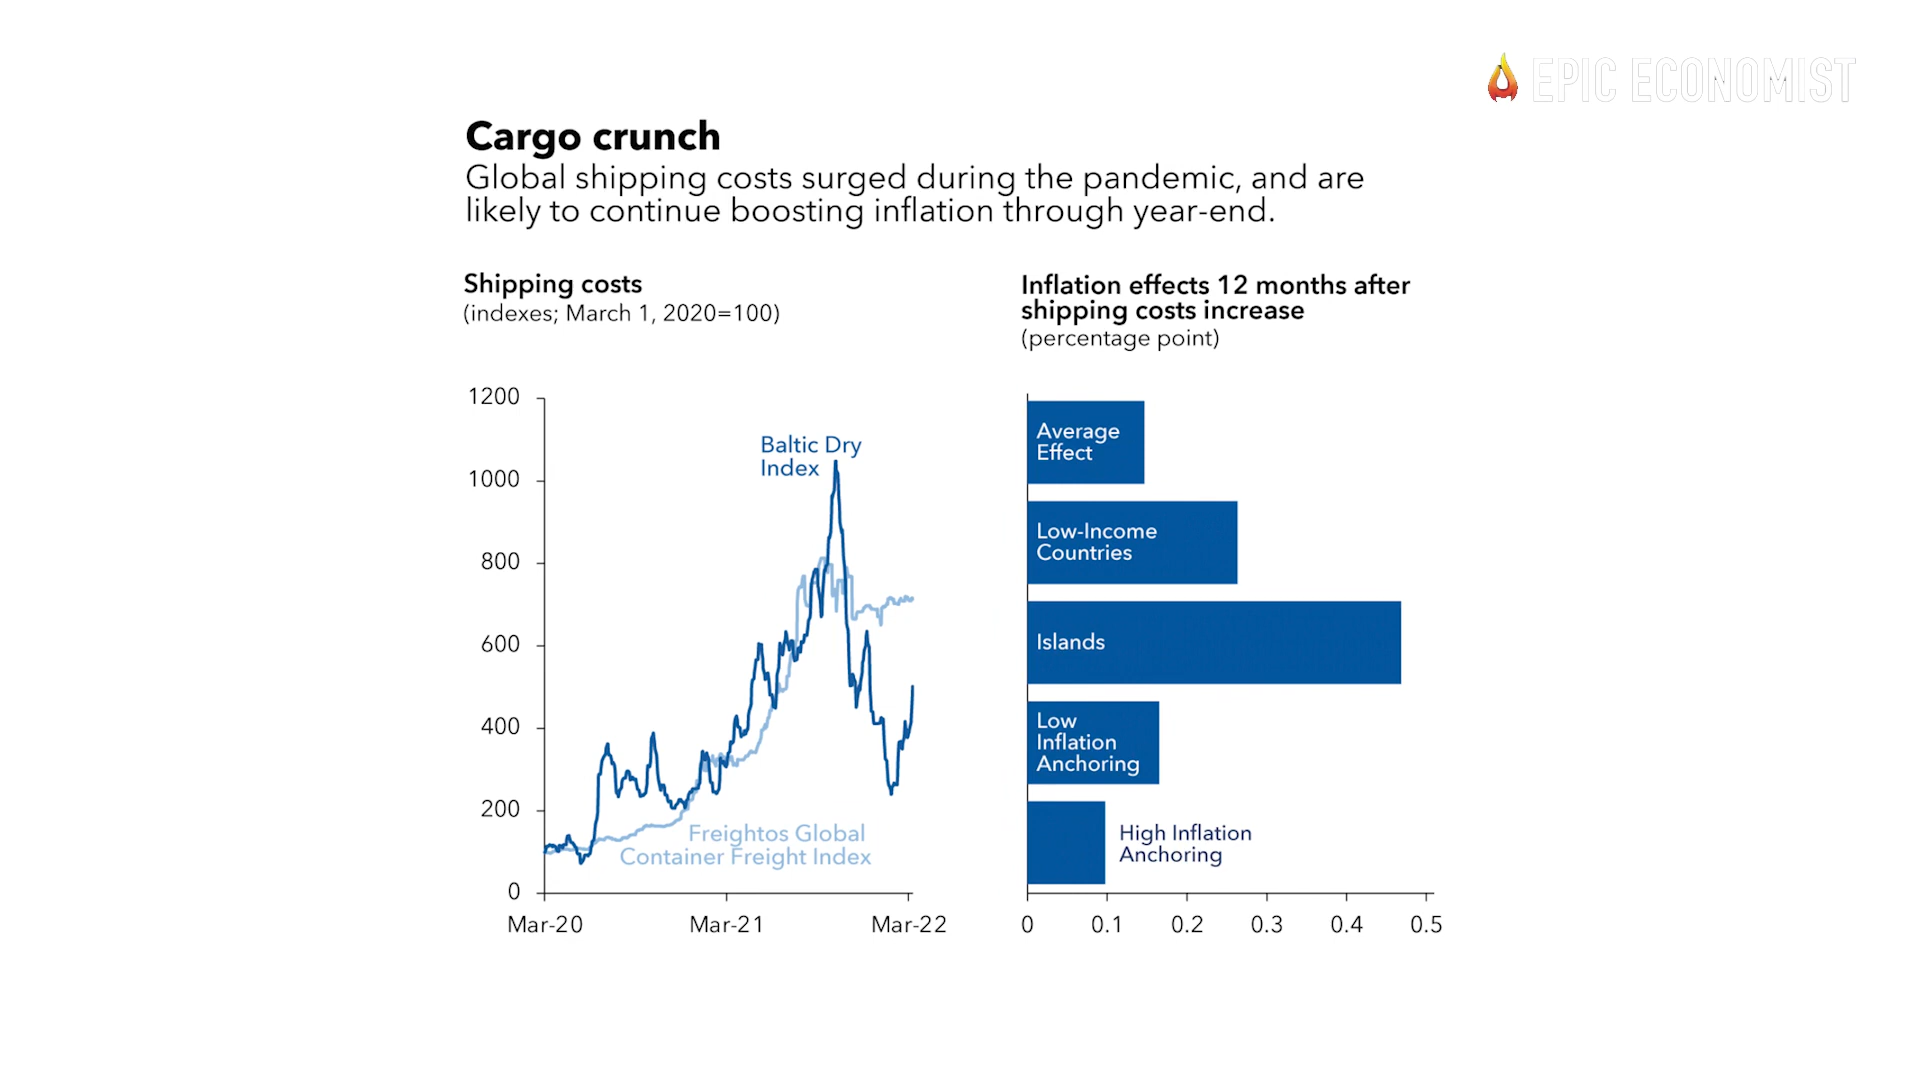 EPIC ECONOMIST
Cargo crunch
Global shipping costs surged during the pandemic, and are
likely to continue boosting inflation through year-end.
Shipping costs
(indexes; March 1, 2020=100)
1200
1000
800
600
400
200
0
Baltic Dry
Index
Freightos Global
Container Freight Index
Mar-20
Mar-21
Mar-22
Inflation effects 12 months after
shipping costs increase
(percentage point)
Average
Effect
Low-Income
Countries
Islands
Low
Inflation
Anchoring
High Inflation
Anchoring
0
0.1
0.2
0.3
0.4
0.5